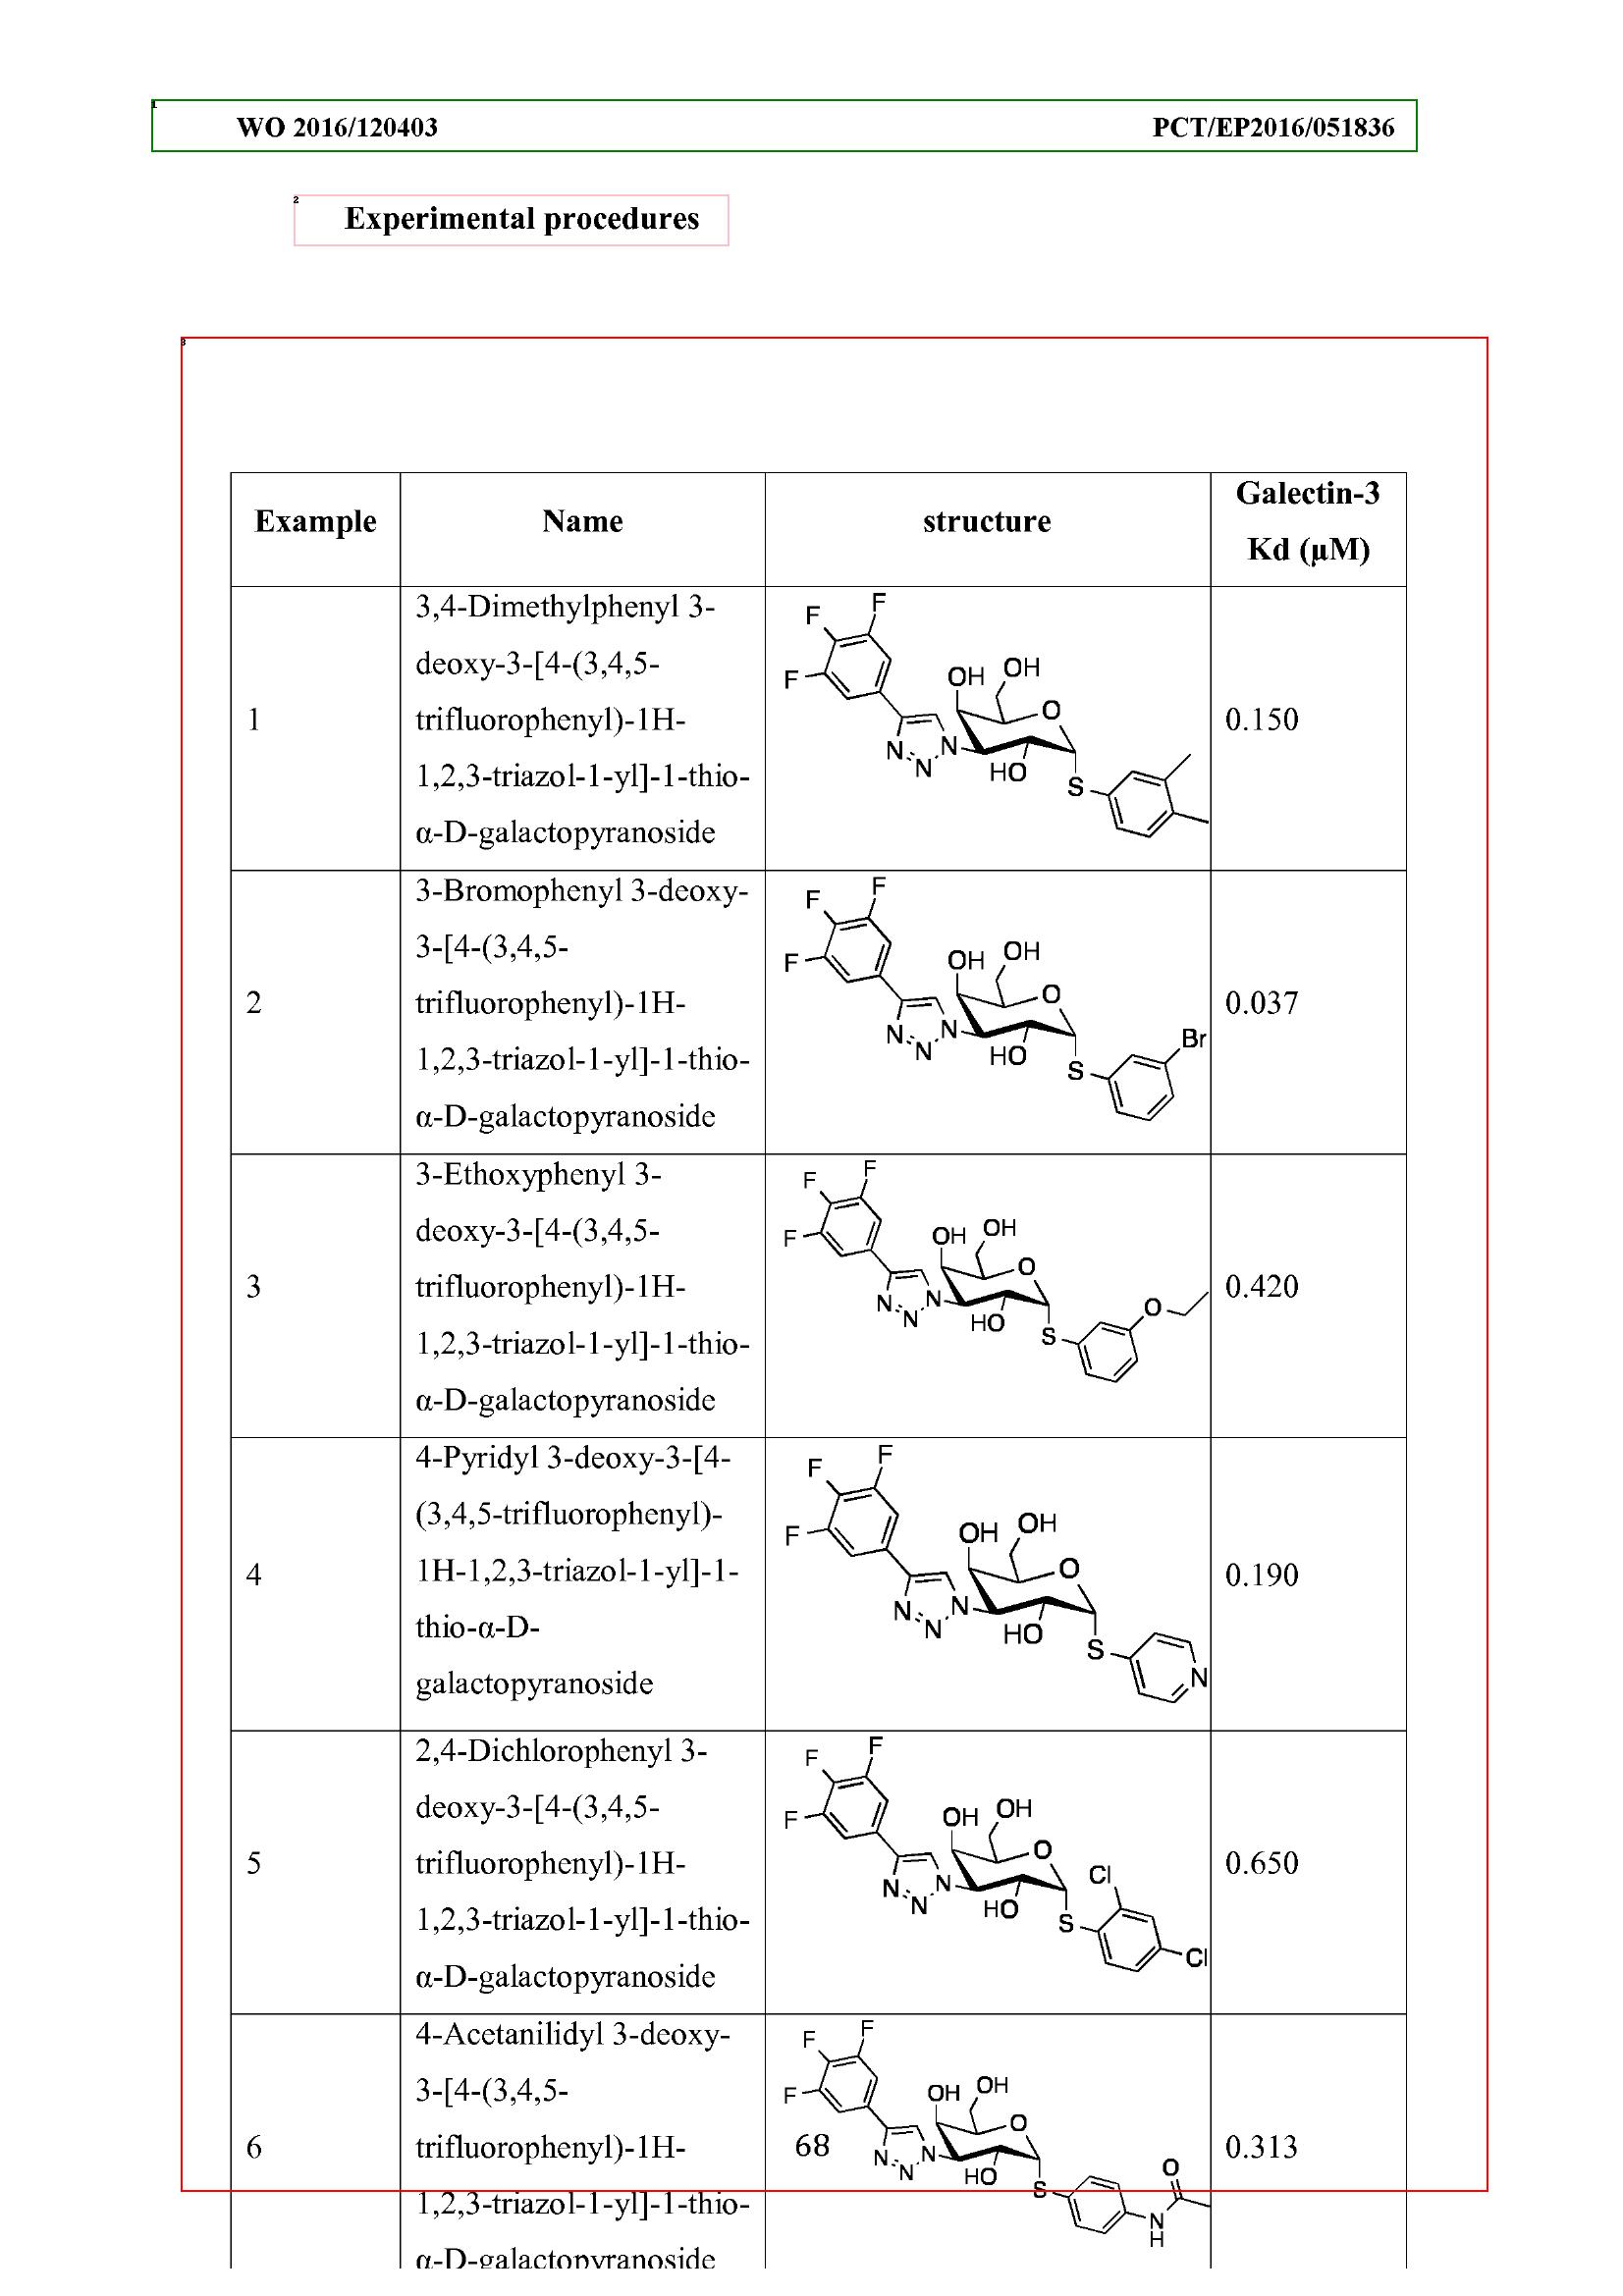 1
WO 2016/120403 PCT/EP2016/051836
2
Experimental procedures
3
Example Name structure Galectin-3
Kd (μM)
1
3,4-Dimethylphenyl 3-
deoxy-3-[4-(3,4,5-
trifluorophenyl)-1H-
1,2,3-triazol-1-yl]-1-thio-
α-D-galactopyranoside
F F F OH OH O N N N HO S
0.150
2
3-Bromophenyl 3-deoxy-
3-[4-(3,4,5-
trifluorophenyl)-1H-
1,2,3-triazol-1-yl]-1-thio-
α-D-galactopyranoside
F F F OH OH O N N N HO S Br
0.037
3
3-Ethoxyphenyl 3-
deoxy-3-[4-(3,4,5-
trifluorophenyl)-1H-
1,2,3-triazol-1-yl]-1-thio-
α-D-galactopyranoside
F F F OH OH O N N N HO S O
0.420
4
4-Pyridyl 3-deoxy-3-[4-
(3,4,5-trifluorophenyl)-
1H-1,2,3-triazol-1-yl]-1-
thio-α-D-
galactopyranoside
F F F OH OH O N N N HO S N
0.190
5
2,4-Dichlorophenyl 3-
deoxy-3-[4-(3,4,5-
trifluorophenyl)-1H-
1,2,3-triazol-1-yl]-1-thio-
α-D-galactopyranoside
F F F OH OH O N N N HO S Cl Cl
0.650
6
4-Acetanilidyl 3-deoxy-
3-[4-(3,4,5-
trifluorophenyl)-1H-
1,2,3-triazol-1-yl]-1-thio-
α-D-galactopyranoside
F F F OH OH O N N N HO S O N H
0.313
68